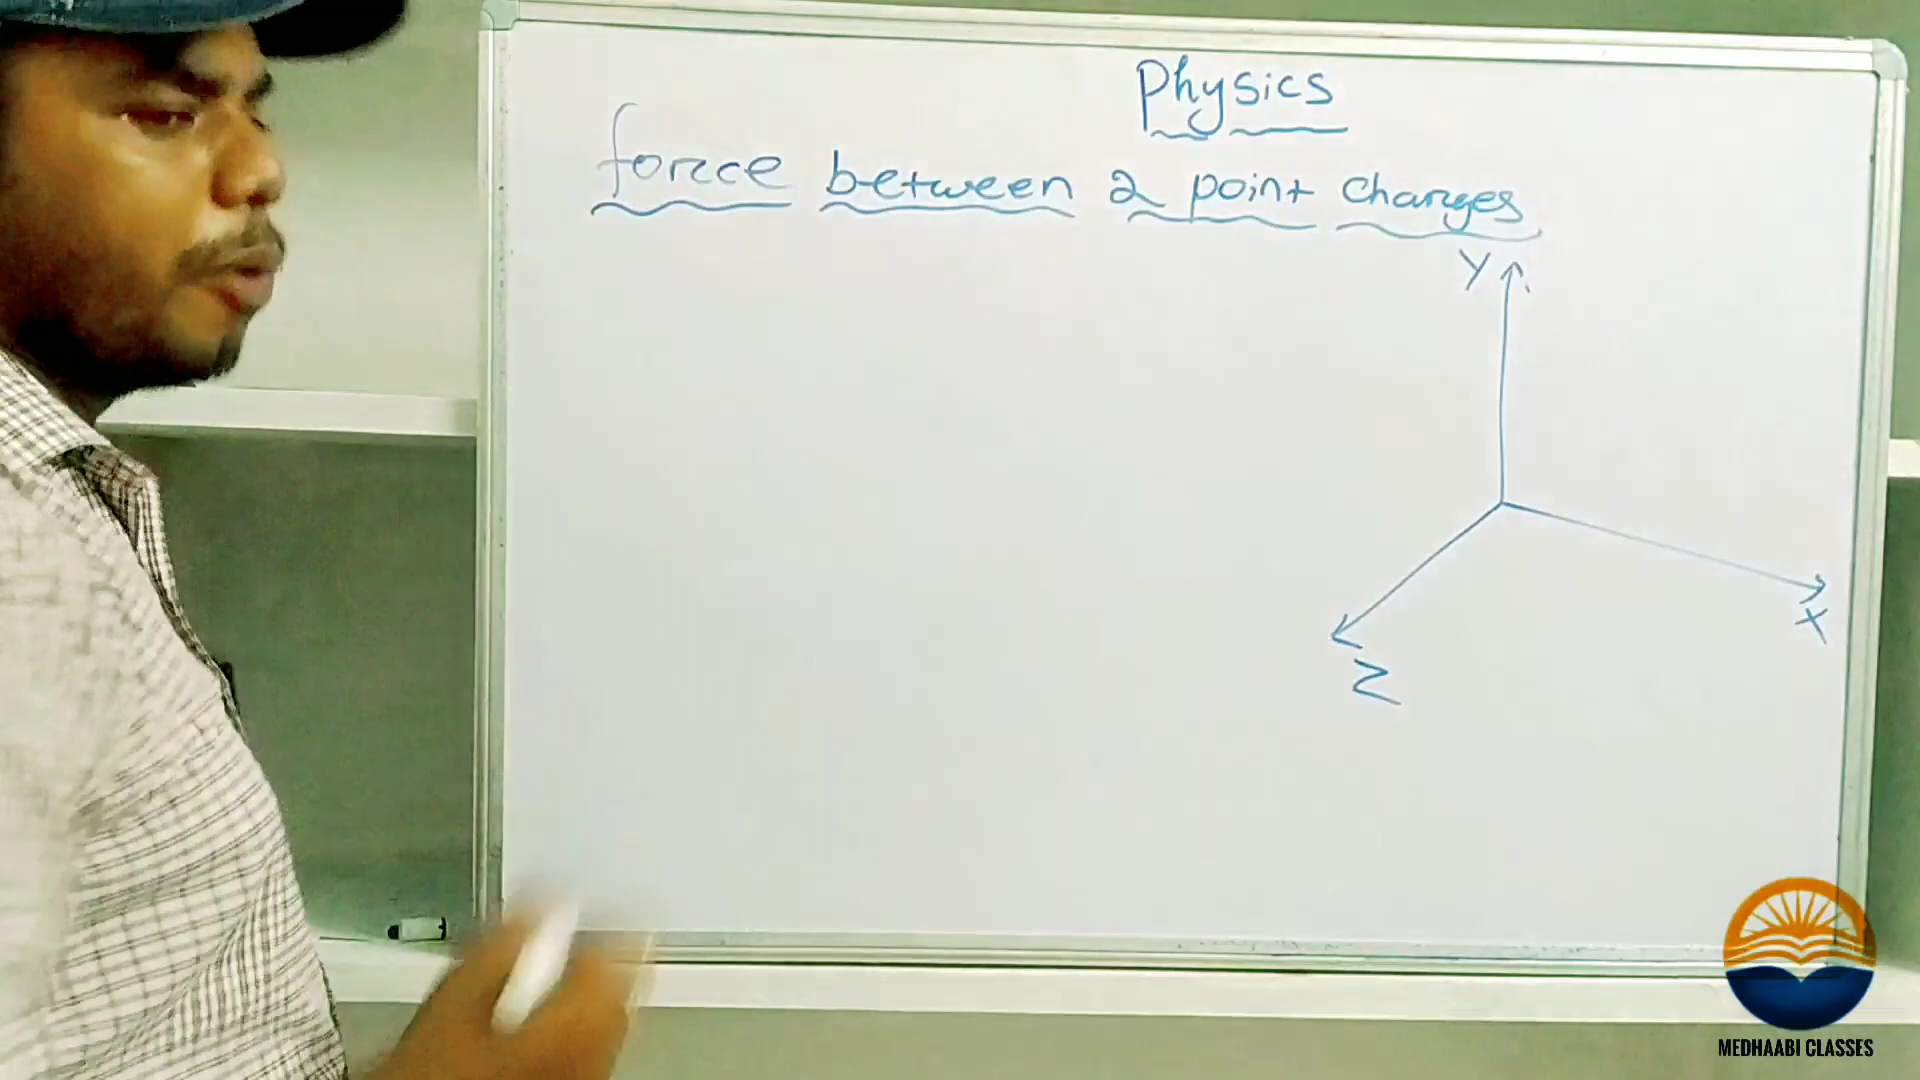 Physics
force between 2 point charges
Y
X
Z
MEDHAABI CLASSES